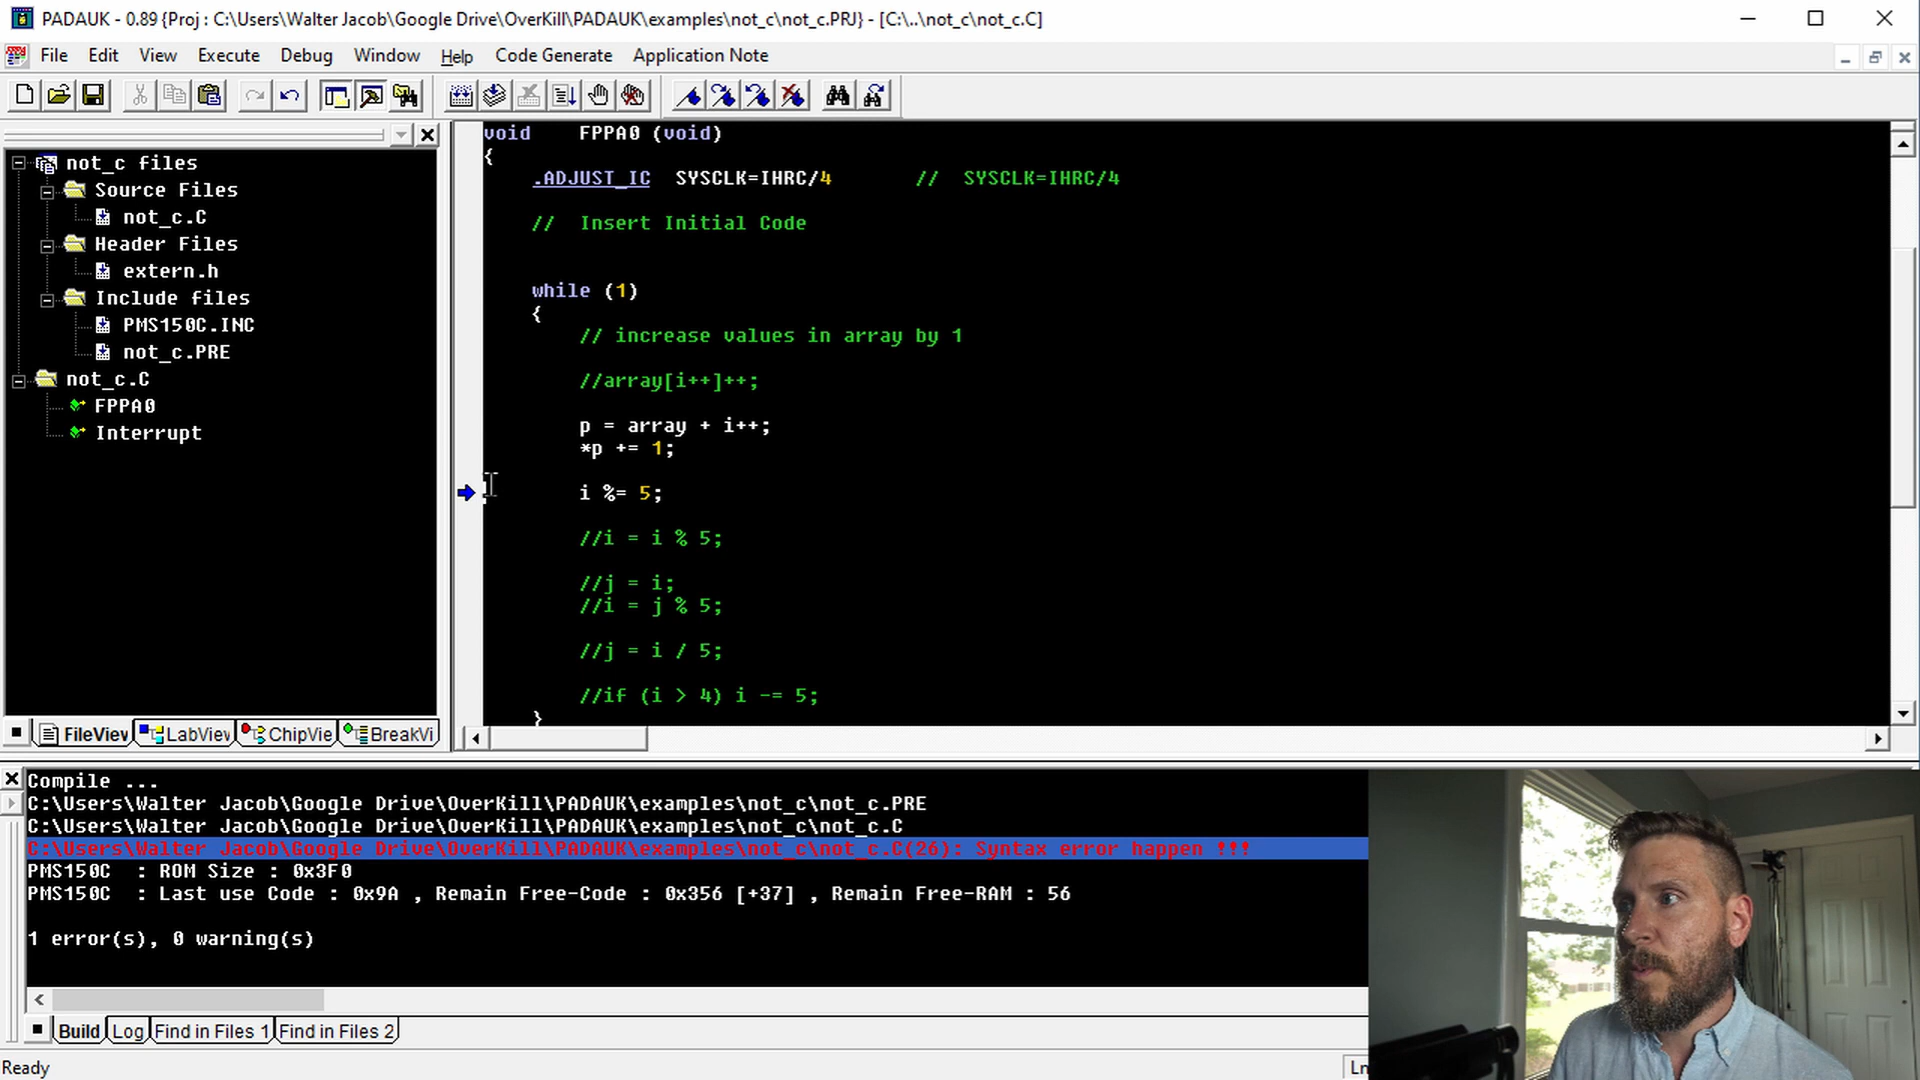 PADAUK - 0.89 {Proj : C:\Users\Walter Jacob\Google Drive\OverKill\PADAUK\examples\not_c\not_c.PRJ} - [C:\..\not_c\not_c.C]
File Edit View Execute Debug Window Help Code Generate Application Note
not_c files
Source Files
not_c.C
Header Files
extern.h
Include files
PMS150C.INC
not_c.PRE
not_c.C
FPPA0
Interrupt
FileView LabView ChipVie BreakVi
void FPPA0 (void)
{
.ADJUST_IC SYSCLK=IHRC/4 // SYSCLK=IHRC/4
// Insert Initial Code
while (1)
{
// increase values in array by 1
//array[i++]++;
p = array + i++;
*p += 1;
i %= 5;
//i = i % 5;
//j = i;
//i = j % 5;
//j = i / 5;
//if (i > 4) i -= 5;
}
Compile ...
C:\Users\Walter Jacob\Google Drive\OverKill\PADAUK\examples\not_c\not_c.PRE
C:\Users\Walter Jacob\Google Drive\OverKill\PADAUK\examples\not_c\not_c.C
C:\Users\Walter Jacob\Google Drive\OverKill\PADAUK\examples\not_c\not_c.C(26): Syntax error happen !!!
PMS150C : ROM Size : 0x3F0
PMS150C : Last use Code : 0x9A , Remain Free-Code : 0x356 [+37] , Remain Free-RAM : 56
1 error(s), 0 warning(s)
Build Log Find in Files 1 Find in Files 2
Ready
Ln